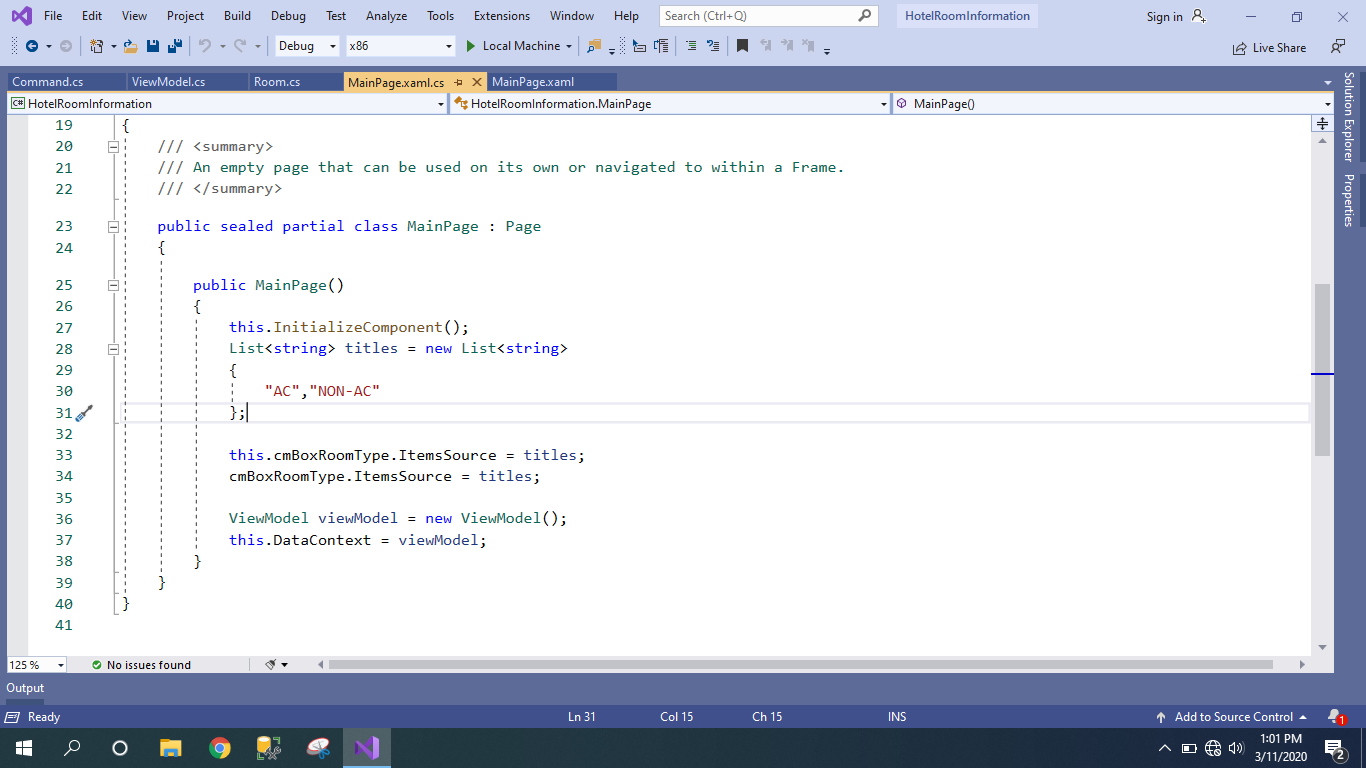 File Edit View Project Build Debug Test Analyze Tools Extensions Window Help Search (Ctrl+Q) HotelRoomInformation Sign in
Debug x86 Local Machine Live Share
Command.cs ViewModel.cs Room.cs MainPage.xaml.cs MainPage.xaml
C# HotelRoomInformation HotelRoomInformation.MainPage MainPage()
Solution Explorer
Properties
19 {
20 /// <summary>
21 /// An empty page that can be used on its own or navigated to within a Frame.
22 /// </summary>
23 public sealed partial class MainPage : Page
24 {
25 public MainPage()
26 {
27 this.InitializeComponent();
28 List<string> titles = new List<string>
29 {
30 "AC","NON-AC"
31 };
32
33 this.cmBoxRoomType.ItemsSource = titles;
34 cmBoxRoomType.ItemsSource = titles;
35
36 ViewModel viewModel = new ViewModel();
37 this.DataContext = viewModel;
38 }
39 }
40 }
41
125 % No issues found
Output
Ready Ln 31 Col 15 Ch 15 INS Add to Source Control 1
1:01 PM
3/11/2020 2